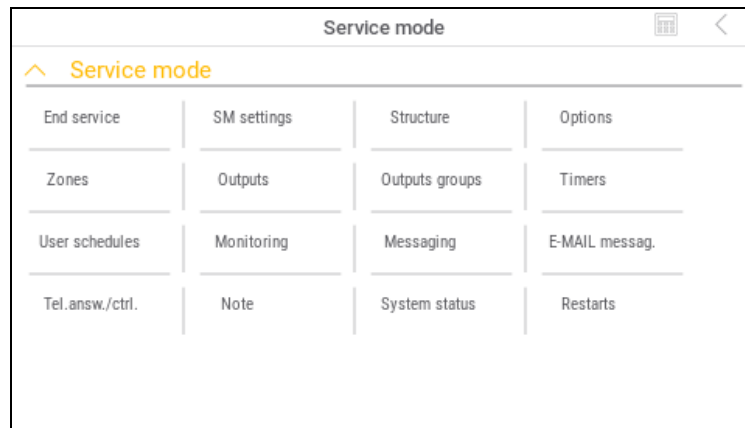 Service mode
Service mode
End service SM settings Structure Options
Zones Outputs Outputs groups Timers
User schedules Monitoring Messaging E-MAIL messag.
Tel.answ./ctrl. Note System status Restarts